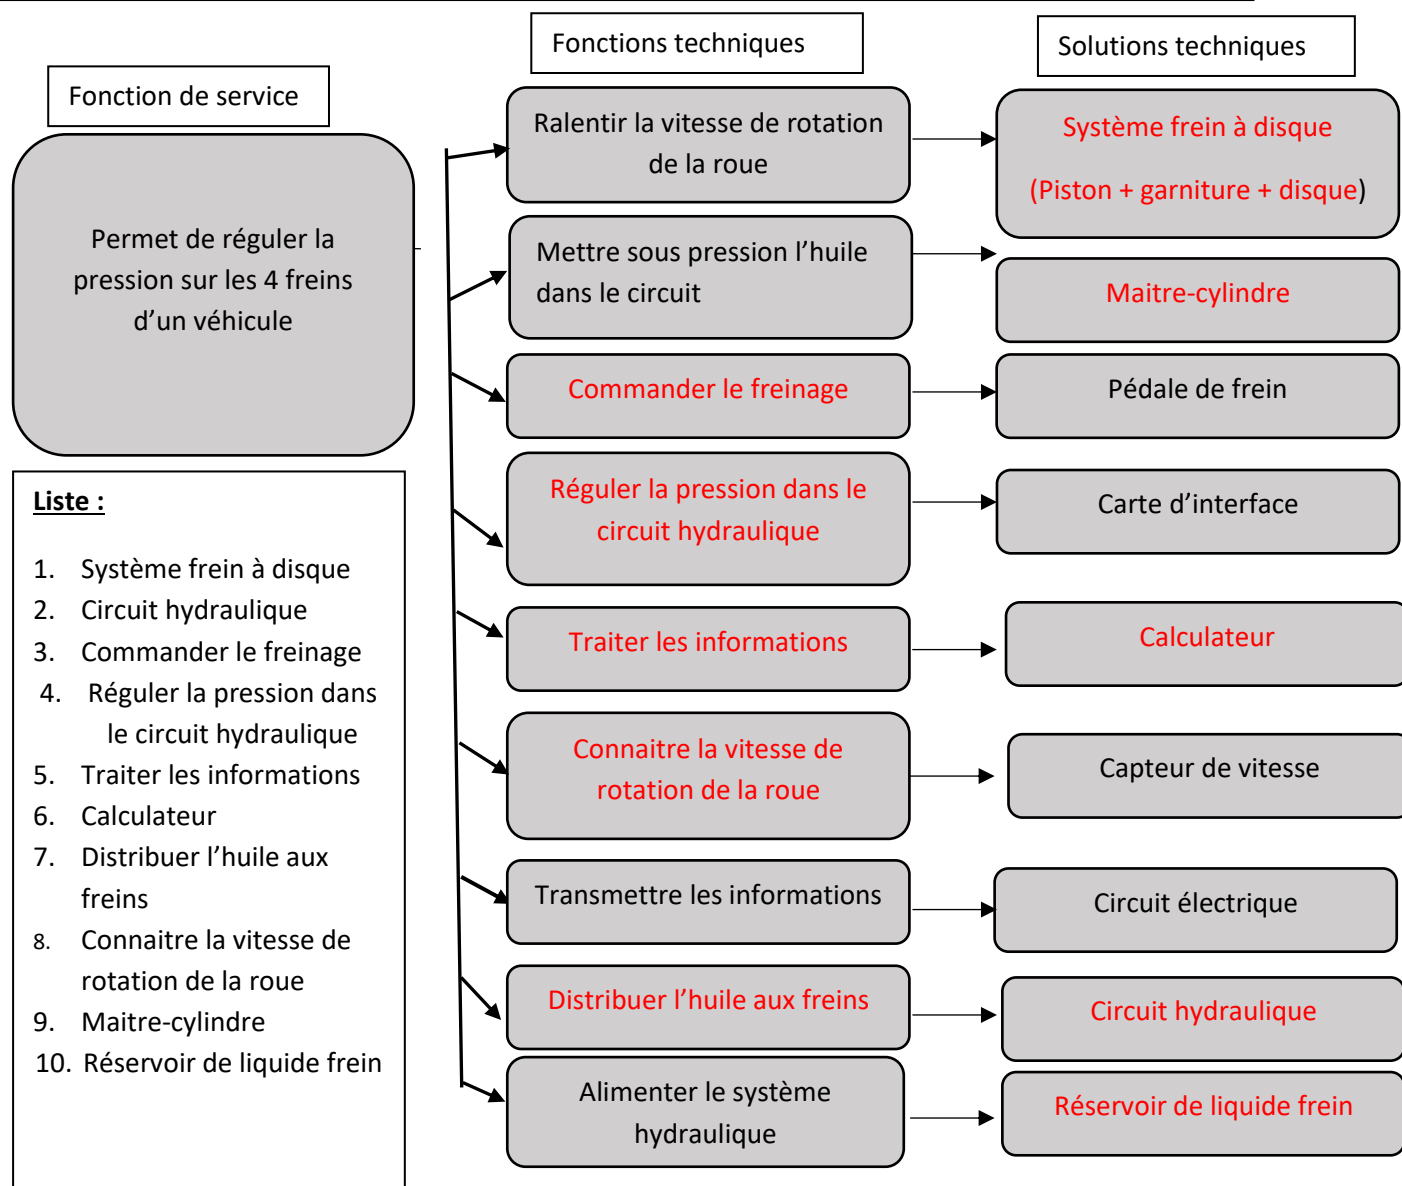 Fonction de service
Permet de réguler la
pression sur les 4 freins
d’un véhicule
Liste :
1. Système frein à disque
2. Circuit hydraulique
3. Commander le freinage
4. Réguler la pression dans
le circuit hydraulique
5. Traiter les informations
6. Calculateur
7. Distribuer l’huile aux
freins
8. Connaitre la vitesse de
rotation de la roue
9. Maitre-cylindre
10. Réservoir de liquide frein
Fonctions techniques
Ralentir la vitesse de rotation
de la roue
Mettre sous pression l’huile
dans le circuit
Commander le freinage
Réguler la pression dans le
circuit hydraulique
Traiter les informations
Connaitre la vitesse de
rotation de la roue
Transmettre les informations
Distribuer l’huile aux freins
Alimenter le système
hydraulique
Solutions techniques
Système frein à disque
(Piston + garniture + disque)
Maitre-cylindre
Pédale de frein
Carte d’interface
Calculateur
Capteur de vitesse
Circuit électrique
Circuit hydraulique
Réservoir de liquide frein